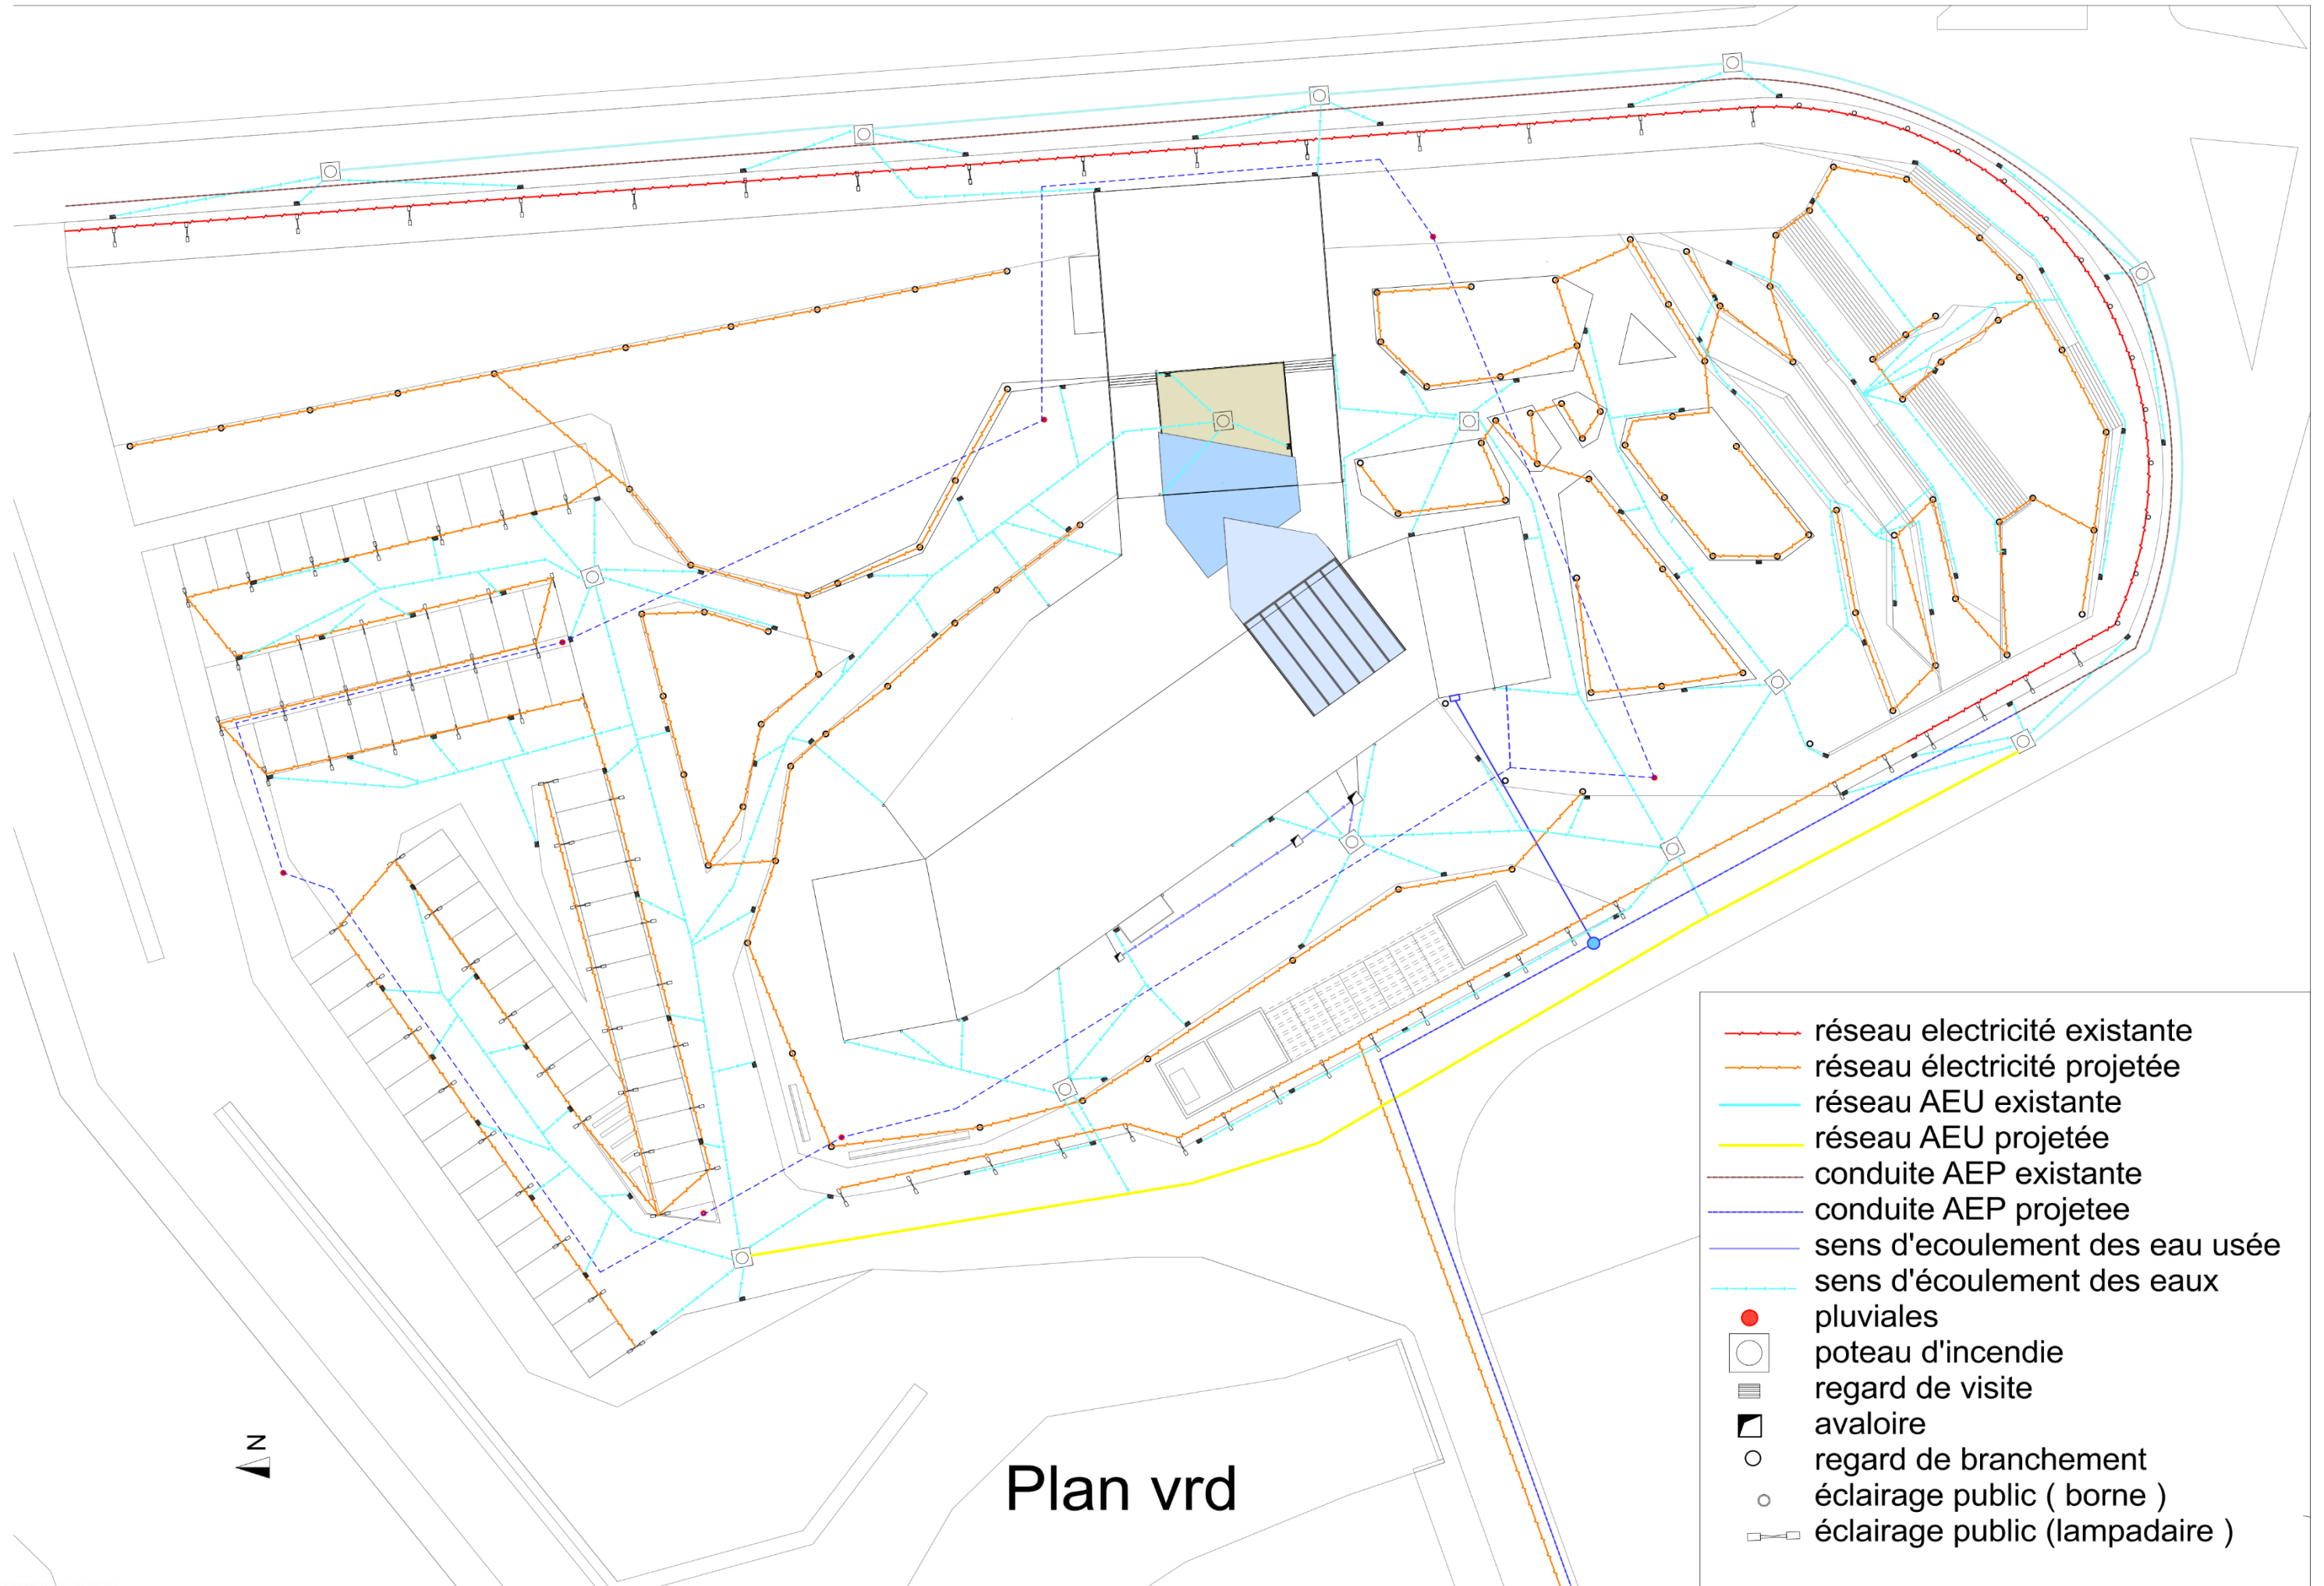 réseau electricité existante
réseau électricité projetée
réseau AEU existante
réseau AEU projetée
conduite AEP existante
conduite AEP projetee
sens d'ecoulement des eau usée
sens d'écoulement des eaux
pluviales
poteau d'incendie
regard de visite
avaloire
regard de branchement
éclairage public ( borne )
éclairage public (lampadaire )
N
Plan vrd